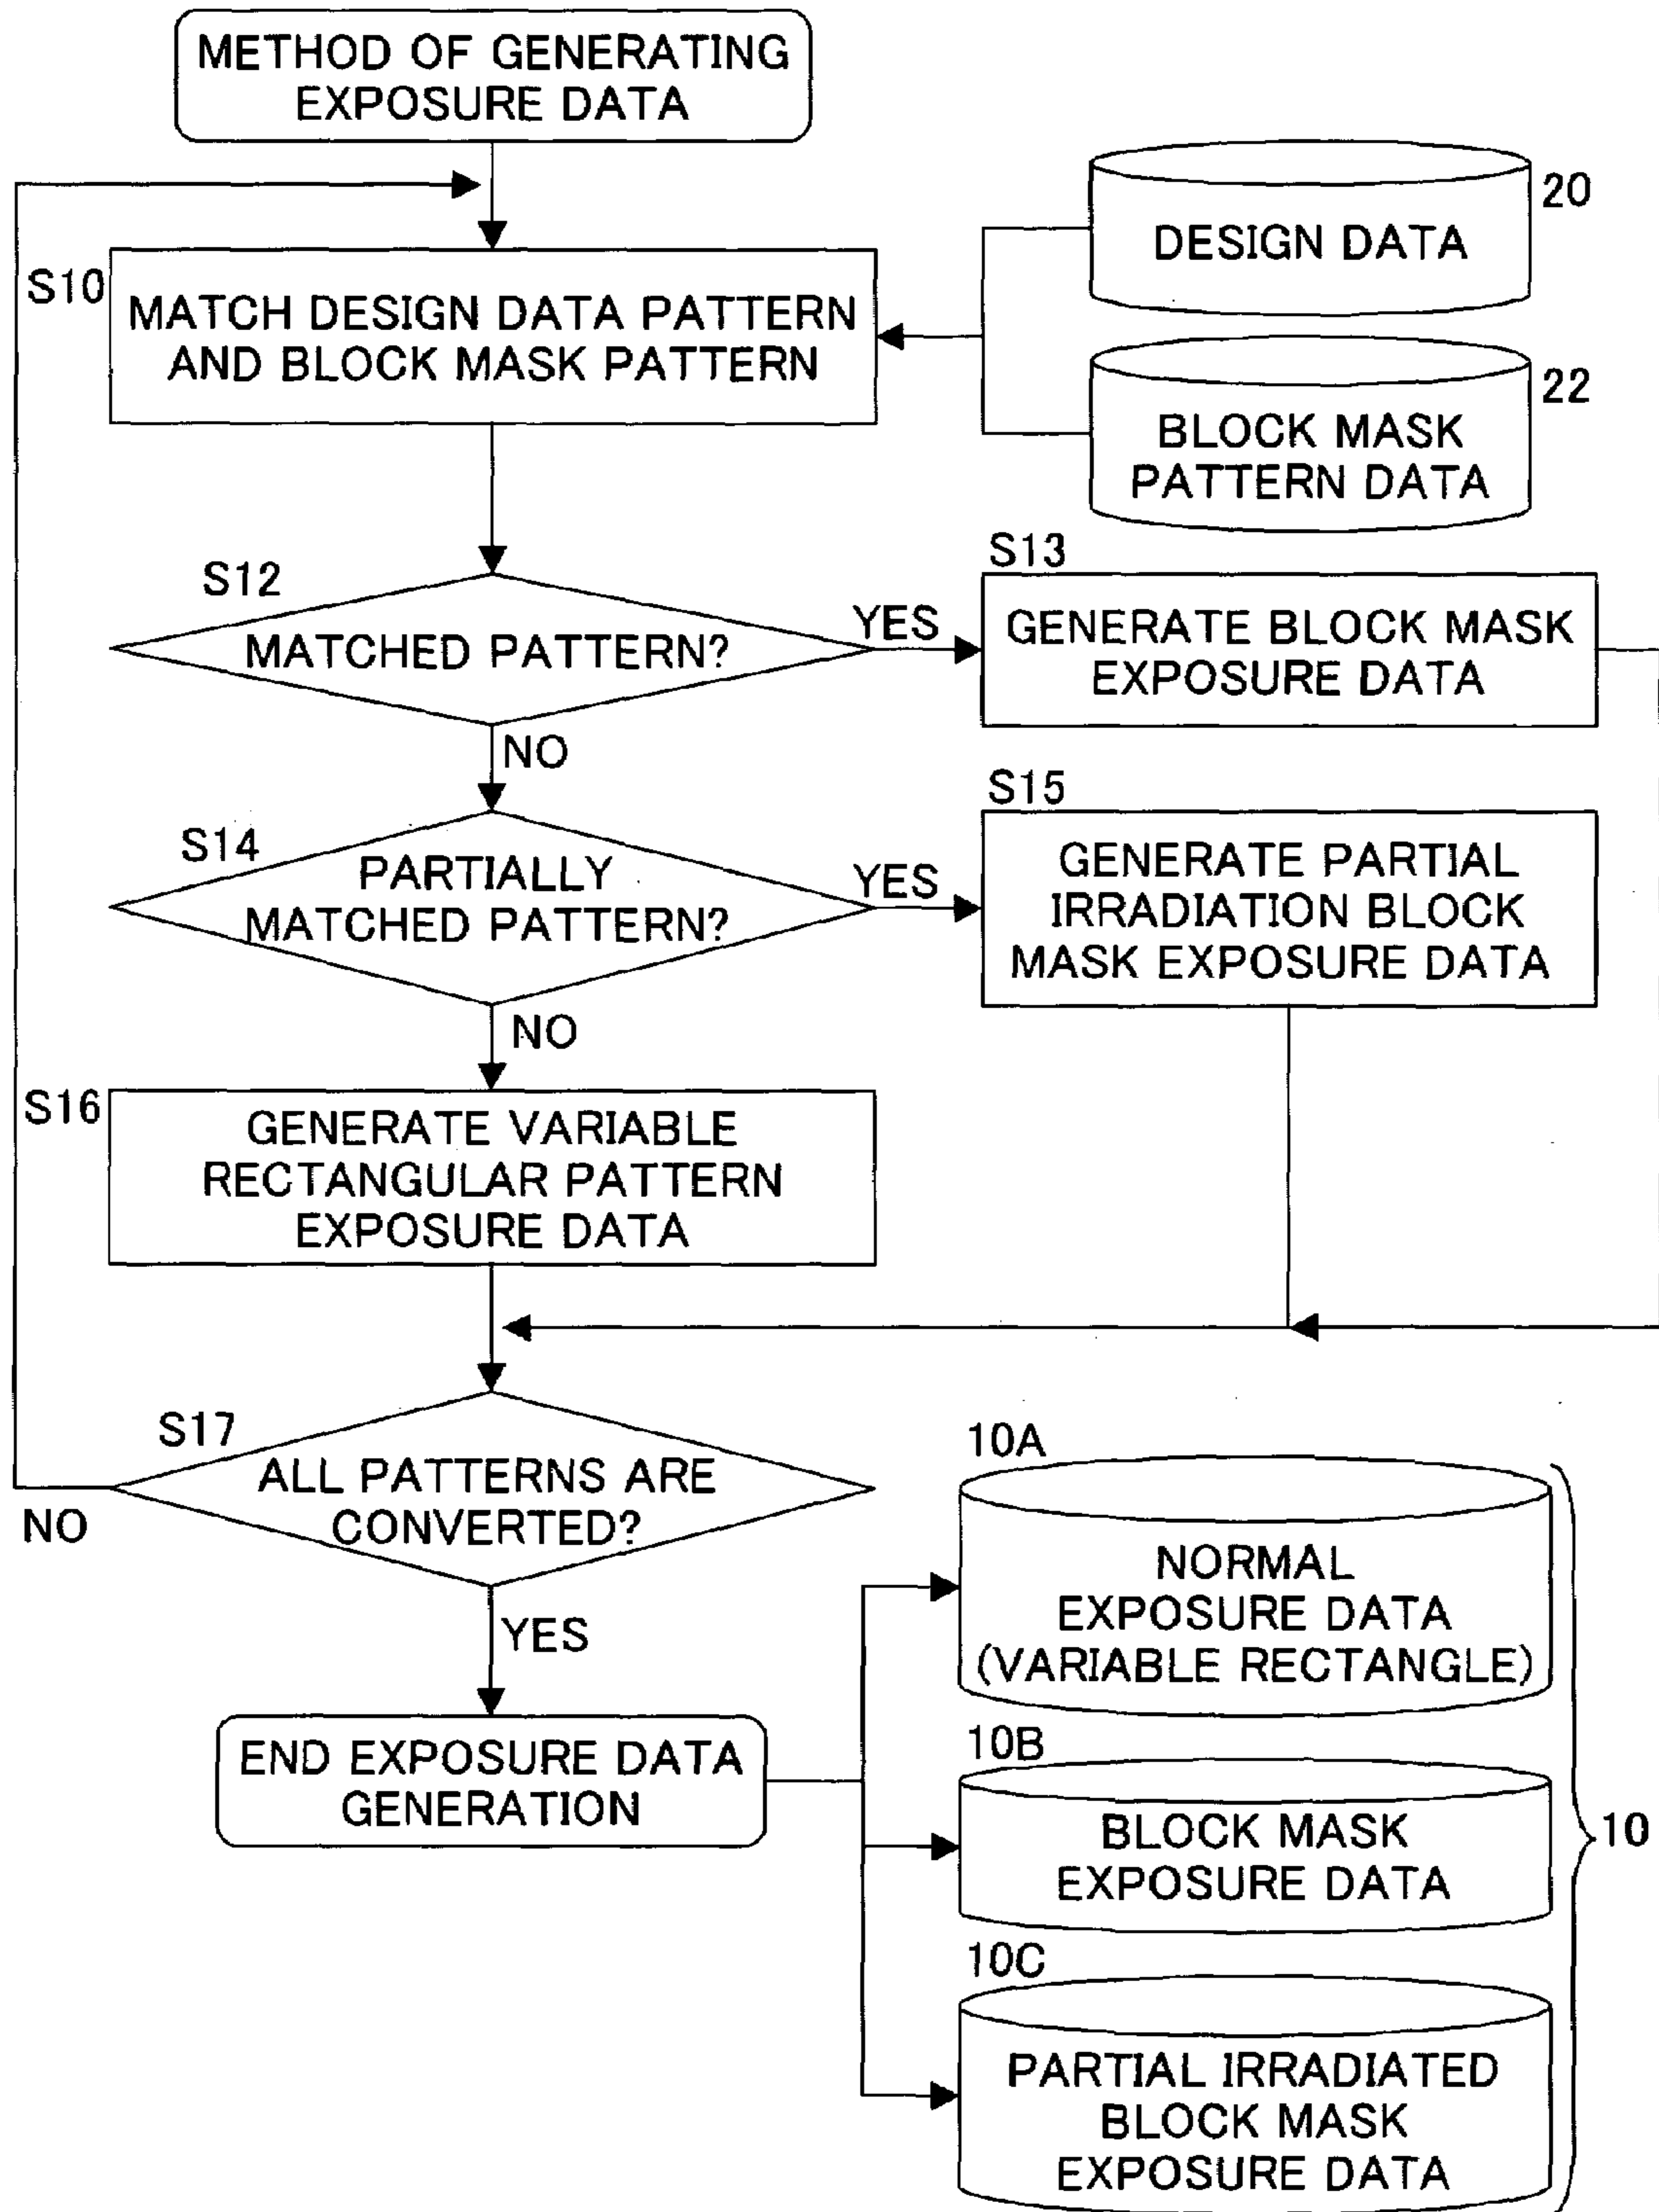 METHOD OF GENERATING
EXPOSURE DATA
20
DESIGN DATA
S10
MATCH DESIGN DATA PATTERN
AND BLOCK MASK PATTERN
22
BLOCK MASK
PATTERN DATA
S12
MATCHED PATTERN?
YES
S13
GENERATE BLOCK MASK
EXPOSURE DATA
NO
S14
PARTIALLY
MATCHED PATTERN?
YES
S15
GENERATE PARTIAL
IRRADIATION BLOCK
MASK EXPOSURE DATA
NO
S16
GENERATE VARIABLE
RECTANGULAR PATTERN
EXPOSURE DATA
S17
ALL PATTERNS ARE
CONVERTED?
NO
YES
END EXPOSURE DATA
GENERATION
10A
NORMAL
EXPOSURE DATA
(VARIABLE RECTANGLE)
10B
BLOCK MASK
EXPOSURE DATA
10
10C
PARTIAL IRRADIATED
BLOCK MASK
EXPOSURE DATA